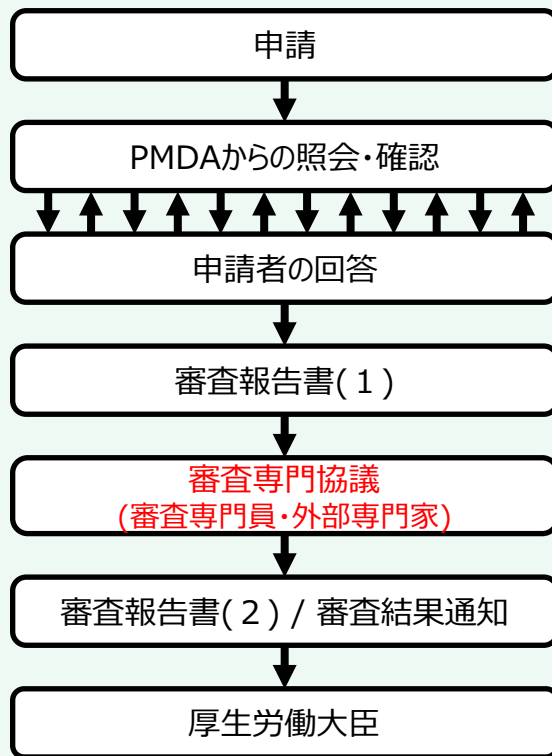 申請
PMDAからの照会・確認
申請者の回答
審査報告書(１)
審査専門協議
(審査専門員・外部専門家)
審査報告書(２) / 審査結果通知
厚生労働大臣